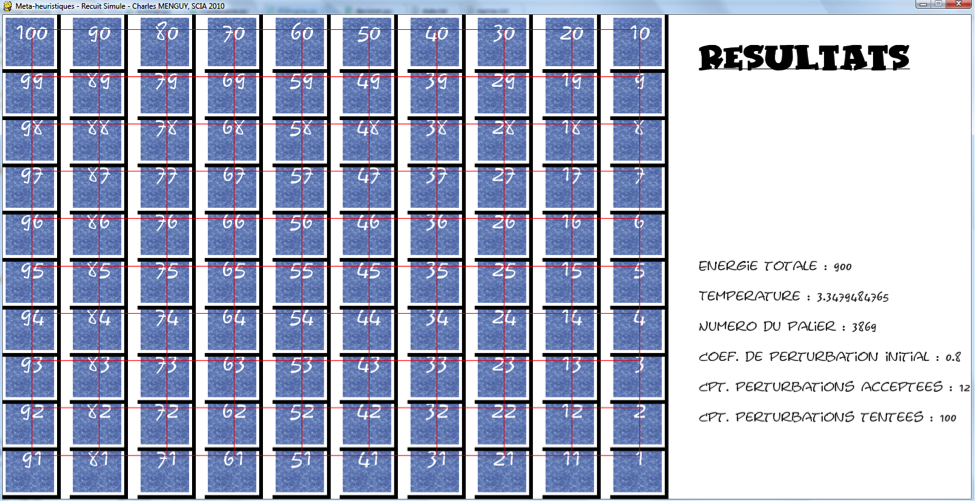 Meta-heuristiques - Recuit Simule - Charles MENGUY, SCIA 2010
100 90 80 70 60 50 40 30 20 10
99 89 79 69 59 49 39 29 19 9
98 88 78 68 58 48 38 28 18 8
97 87 77 67 57 47 37 27 17 7
96 86 76 66 56 46 36 26 16 6
95 85 75 65 55 45 35 25 15 5
94 84 74 64 54 44 34 24 14 4
93 83 73 63 53 43 33 23 13 3
92 82 72 62 52 42 32 22 12 2
91 81 71 61 51 41 31 21 11 1
RESULTATS
ENERGIE TOTALE : 900
TEMPERATURE : 3.3479484765
NUMERO DU PALIER : 3869
COEF. DE PERTURBATION INITIAL : 0.8
CPT. PERTURBATIONS ACCEPTEES : 12
CPT. PERTURBATIONS TENTEES : 100